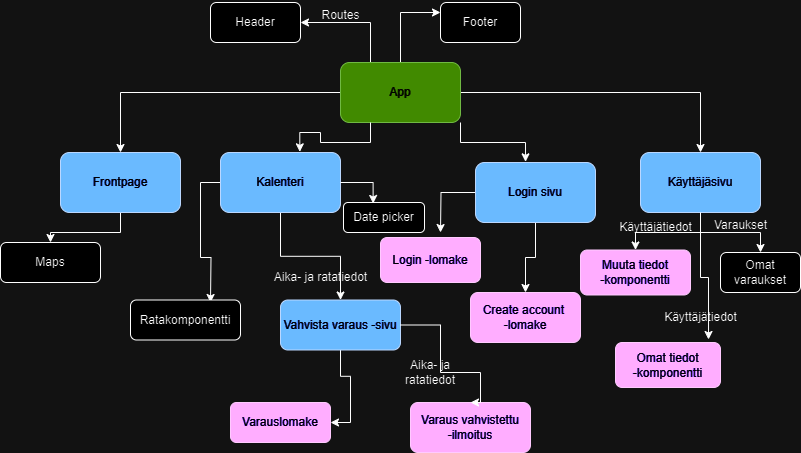 Header
Routes
Footer
App
Frontpage
Kalenteri
Login sivu
Käyttäjäsivu
Date picker
Käyttäjätiedot
Varaukset
Maps
Login -lomake
Muuta tiedot
-komponentti
Omat
varaukset
Aika- ja ratatiedot
Ratakomponentti
Vahvista varaus -sivu
Create account
-lomake
Käyttäjätiedot
Aika- ja
ratatiedot
Omat tiedot
-komponentti
Varauslomake
Varaus vahvistettu
-ilmoitus